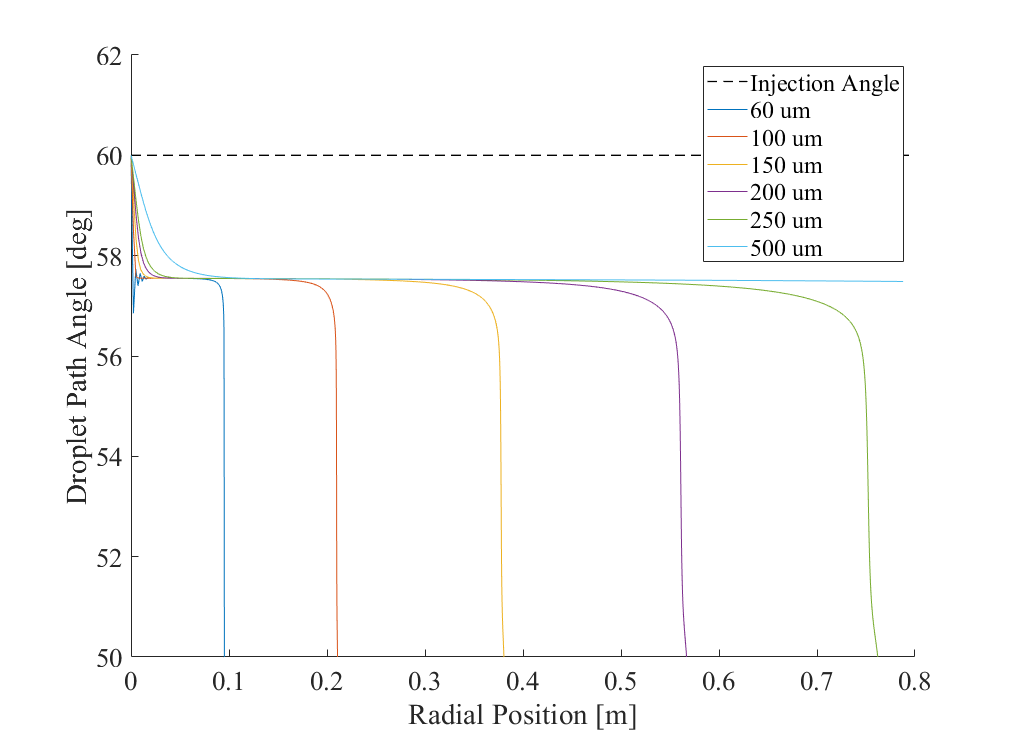 62
60
58
56
54
52
50
Droplet Path Angle [deg]
Injection Angle
60 um
100 um
150 um
200 um
250 um
500 um
0
0.1
0.2
0.3
0.4
0.5
0.6
0.7
0.8
Radial Position [m]